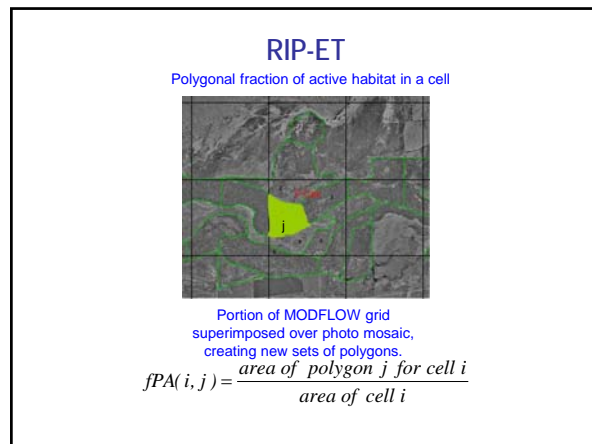 RIP-ET
Polygonal fraction of active habitat in a cell
j
Portion of MODFLOW grid
superimposed over photo mosaic,
creating new sets of polygons.
fPA( i, j ) = area of polygon j for cell i / area of cell i